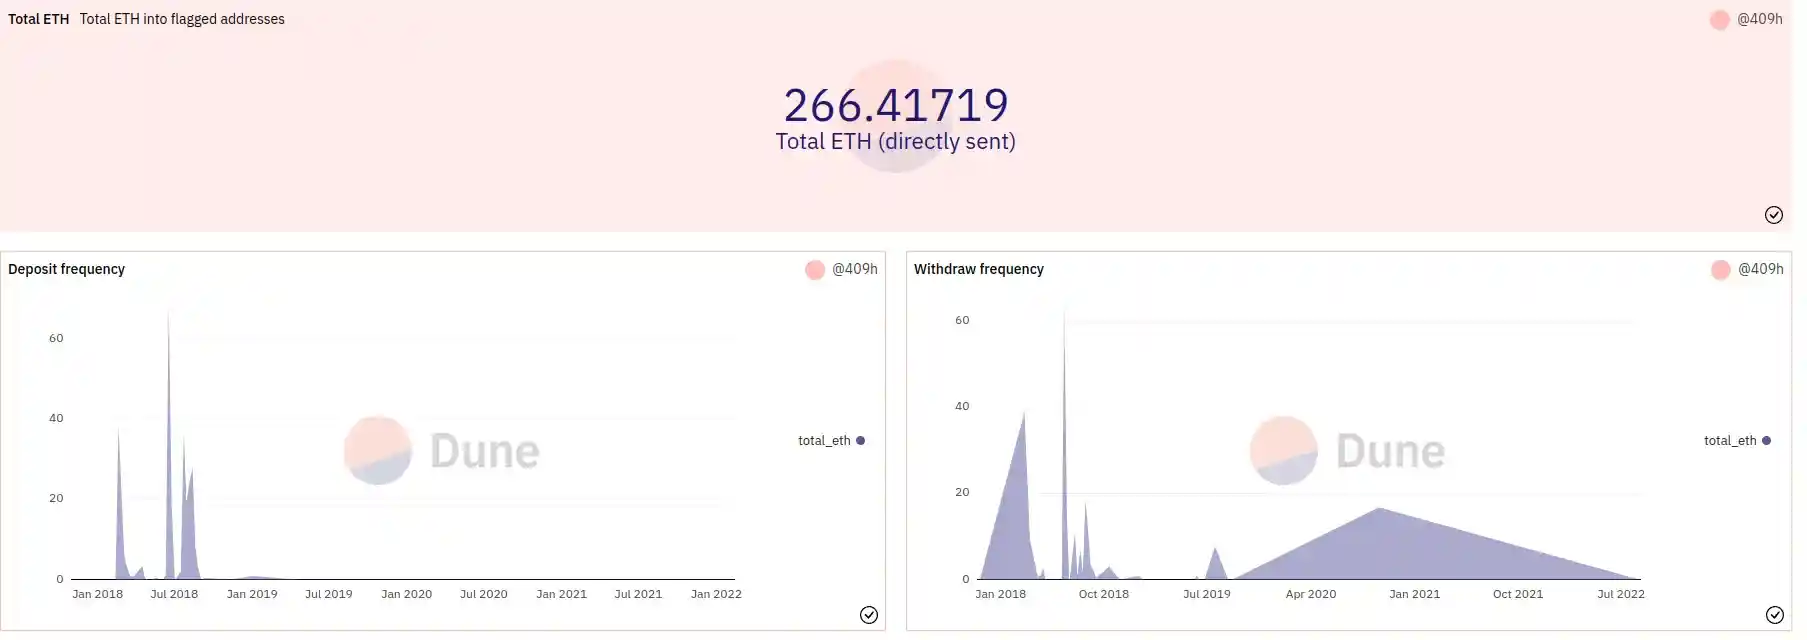 Total ETH Total ETH into flagged addresses
@409h
266.41719
Total ETH (directly sent)
Deposit frequency
@409h
60
40
20
0
Jan 2018 Jul 2018 Jan 2019 Jul 2019 Jan 2020 Jul 2020 Jan 2021 Jul 2021 Jan 2022
Dune
total_eth
Withdraw frequency
@409h
60
40
20
0
Jan 2018 Oct 2018 Jul 2019 Apr 2020 Jan 2021 Oct 2021 Jul 2022
Dune
total_eth